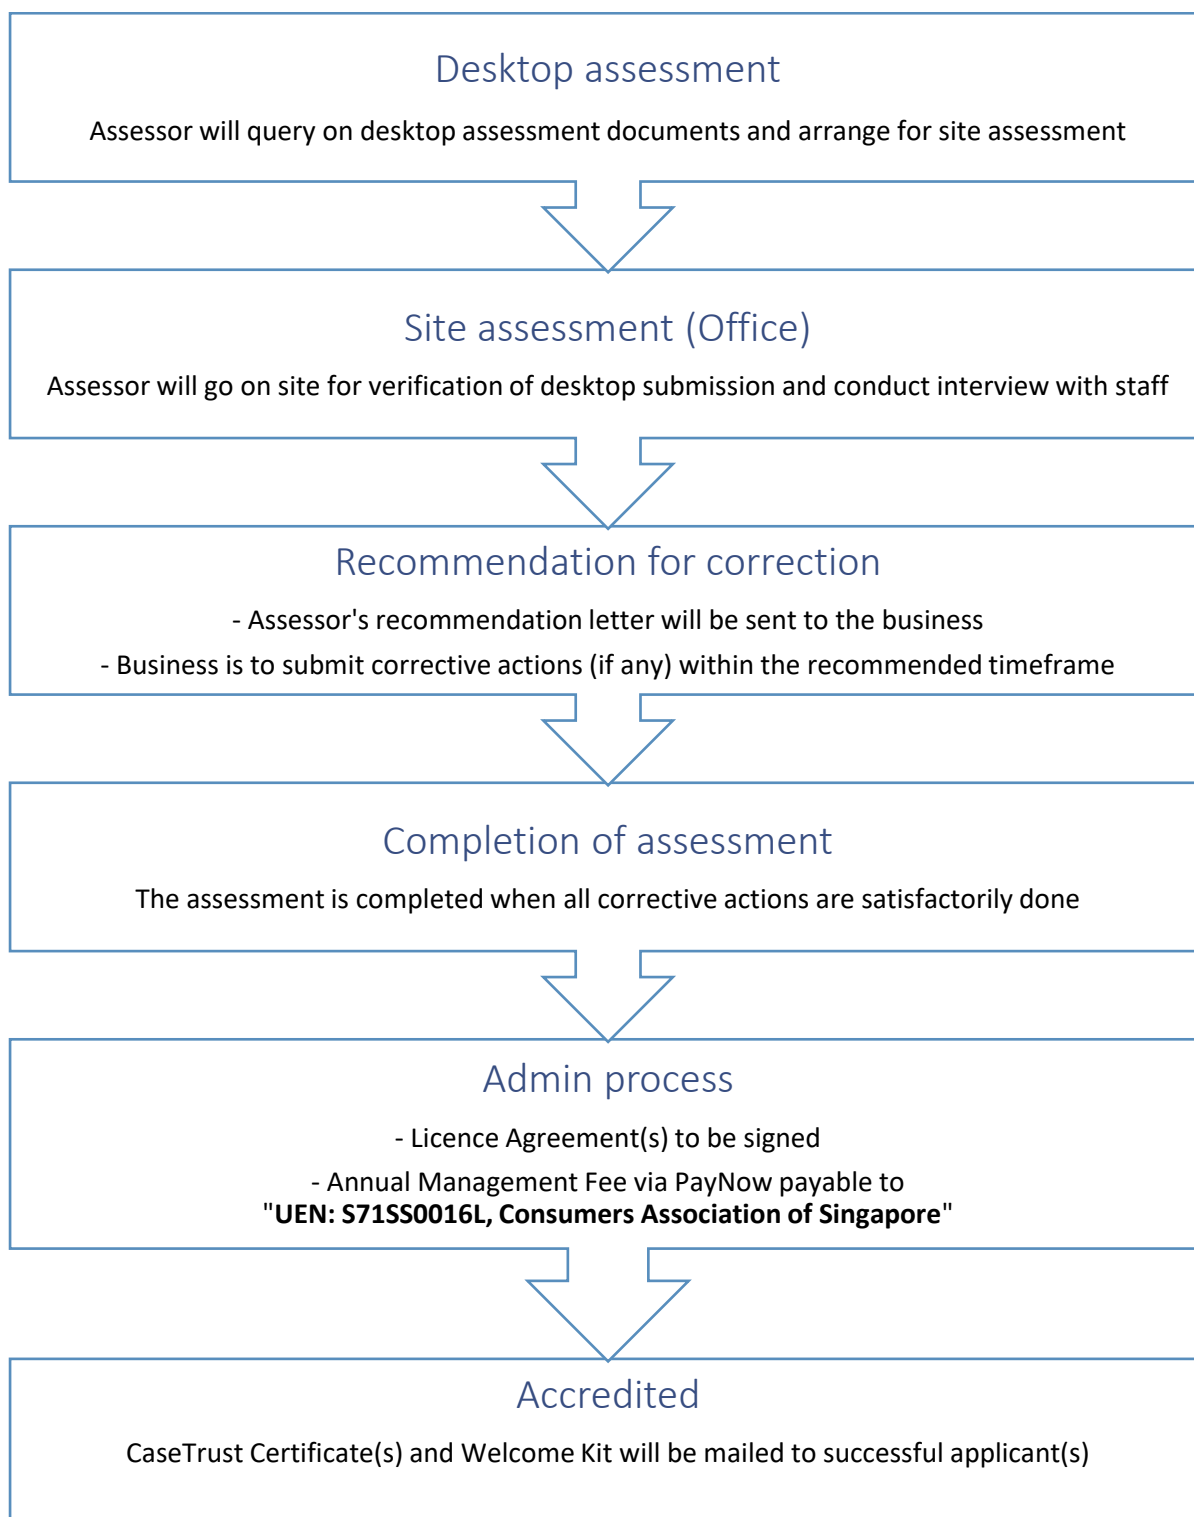 Desktop assessment
Assessor will query on desktop assessment documents and arrange for site assessment
Site assessment (Office)
Assessor will go on site for verification of desktop submission and conduct interview with staff
Recommendation for correction
- Assessor's recommendation letter will be sent to the business
- Business is to submit corrective actions (if any) within the recommended timeframe
Completion of assessment
The assessment is completed when all corrective actions are satisfactorily done
Admin process
- Licence Agreement(s) to be signed
- Annual Management Fee via PayNow payable to
"UEN: S71SS0016L, Consumers Association of Singapore"
Accredited
CaseTrust Certificate(s) and Welcome Kit will be mailed to successful applicant(s)